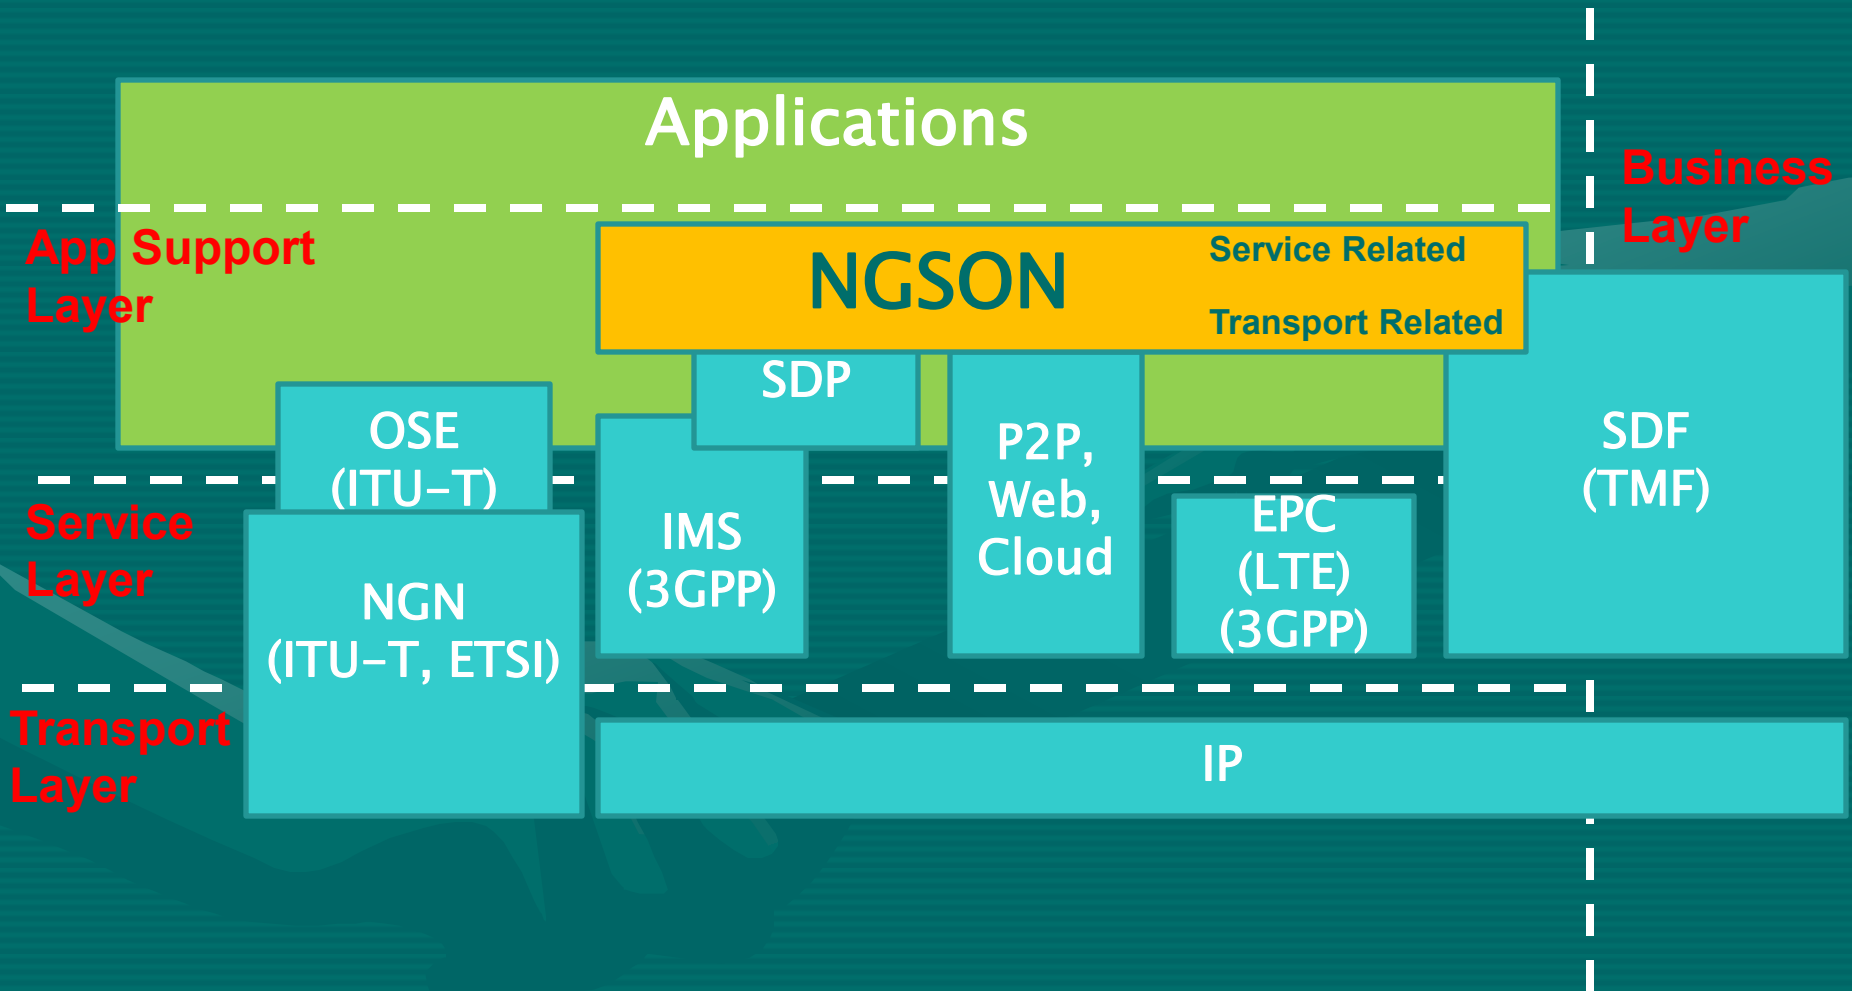 Applications
Business
Layer
App Support
Layer
NGSON
Service Related
Transport Related
SDP
OSE
(ITU-T)
P2P,
Web,
Cloud
SDF
(TMF)
Service
Layer
IMS
(3GPP)
EPC
(LTE)
(3GPP)
NGN
(ITU-T, ETSI)
Transport
Layer
IP